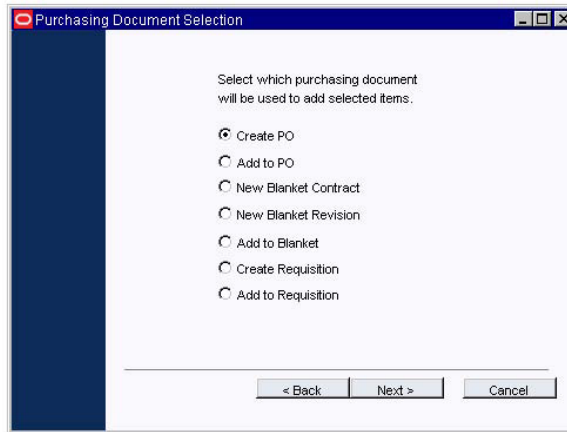 Purchasing Document Selection
Select which purchasing document
will be used to add selected items.
Create PO
Add to PO
New Blanket Contract
New Blanket Revision
Add to Blanket
Create Requisition
Add to Requisition
< Back Next > Cancel